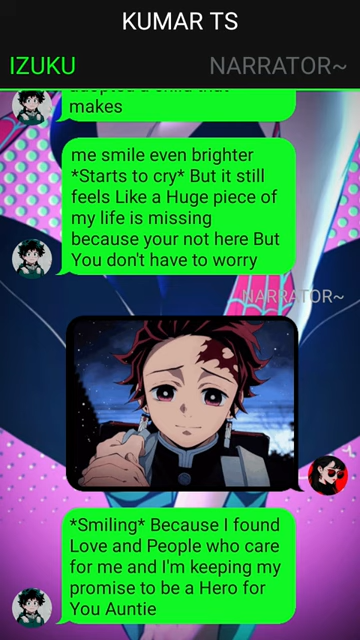 KUMAR TS
IZUKU
NARRATOR~
makes
me smile even brighter
*Starts to cry* But it still
feels Like a Huge piece of
my life is missing
because your not here But
You don't have to worry
NARRATOR~
*Smiling* Because I found
Love and People who care
for me and I'm keeping my
promise to be a Hero for
You Auntie